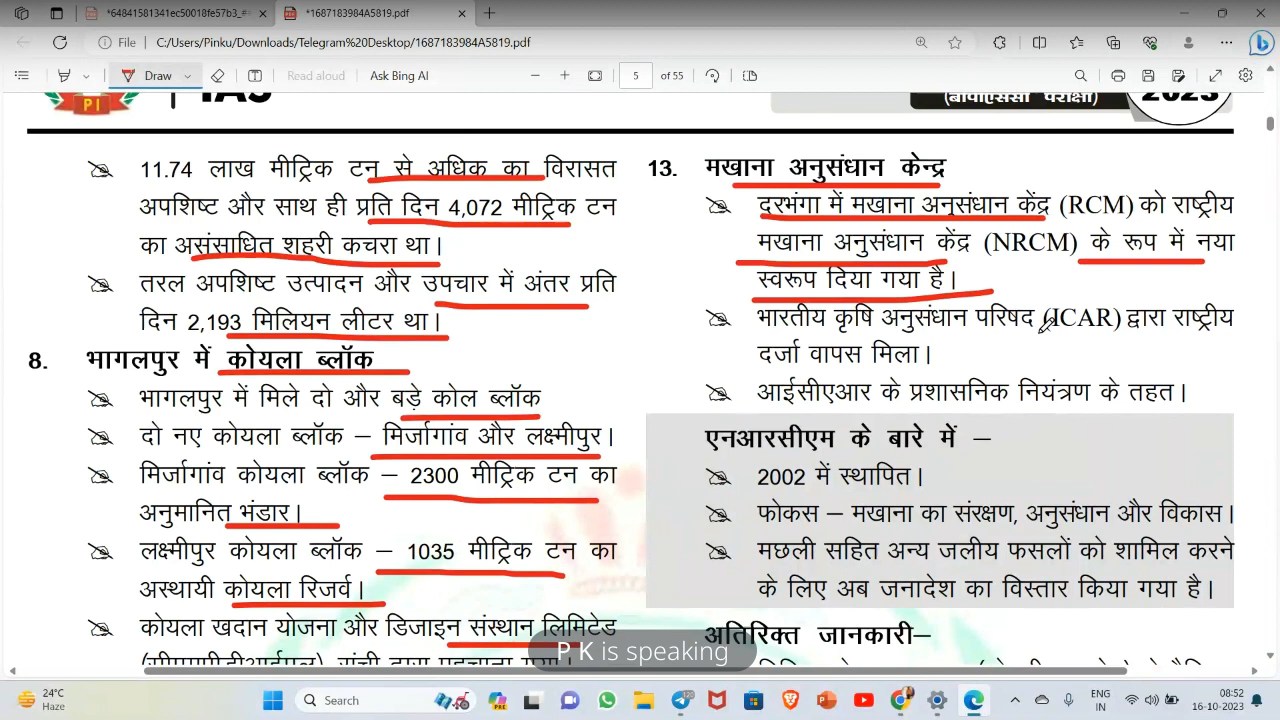 *64841581341ec50018fe57b3_#
*1687183984A5819.pdf
File
C:/Users/Pinku/Downloads/Telegram%20Desktop/1687183984A5819.pdf
Draw
Read aloud
Ask Bing AI
5
of 55
PI
IAS
(बीपीएससी परीक्षा)
2023
11.74 लाख मीट्रिक टन से अधिक का विरासत
अपशिष्ट और साथ ही प्रति दिन 4,072 मीट्रिक टन
का असंसाधित शहरी कचरा था।
तरल अपशिष्ट उत्पादन और उपचार में अंतर प्रति
दिन 2,193 मिलियन लीटर था।
8. भागलपुर में कोयला ब्लॉक
भागलपुर में मिले दो और बड़े कोल ब्लॉक
दो नए कोयला ब्लॉक – मिर्जागांव और लक्ष्मीपुर।
मिर्जागांव कोयला ब्लॉक – 2300 मीट्रिक टन का
अनुमानित भंडार।
लक्ष्मीपुर कोयला ब्लॉक – 1035 मीट्रिक टन का
अस्थायी कोयला रिजर्व।
कोयला खदान योजना और डिजाइन संस्थान लिमिटेड
13. मखाना अनुसंधान केन्द्र
दरभंगा में मखाना अनुसंधान केंद्र (RCM) को राष्ट्रीय
मखाना अनुसंधान केंद्र (NRCM) के रूप में नया
स्वरूप दिया गया है।
भारतीय कृषि अनुसंधान परिषद (ICAR) द्वारा राष्ट्रीय
दर्जा वापस मिला।
आईसीएआर के प्रशासनिक नियंत्रण के तहत।
एनआरसीएम के बारे में –
2002 में स्थापित।
फोकस – मखाना का संरक्षण, अनुसंधान और विकास।
मछली सहित अन्य जलीय फसलों को शामिल करने
के लिए अब जनादेश का विस्तार किया गया है।
अतिरिक्त जानकारी–
P K is speaking
24°C
Haze
Search
ENG
IN
08:52
16-10-2023